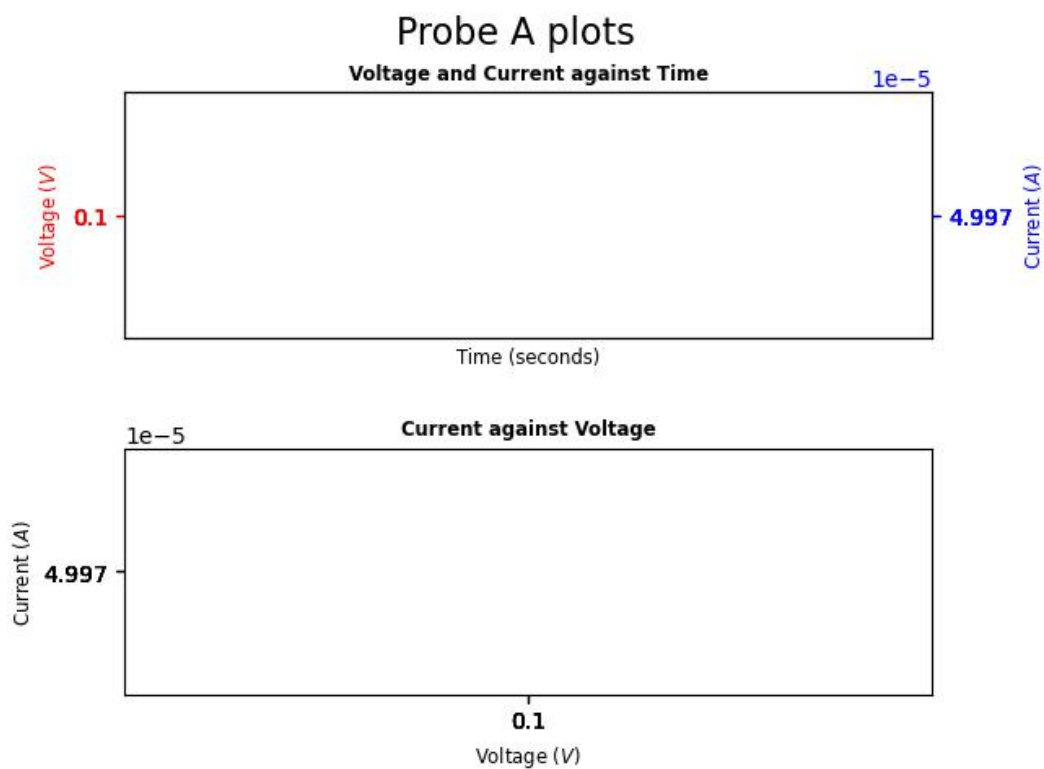 Probe A plots
Voltage and Current against Time
1e−5
Voltage (V)
0.1
4.997
Current (A)
Time (seconds)
Current against Voltage
1e−5
Current (A)
4.997
0.1
Voltage (V)